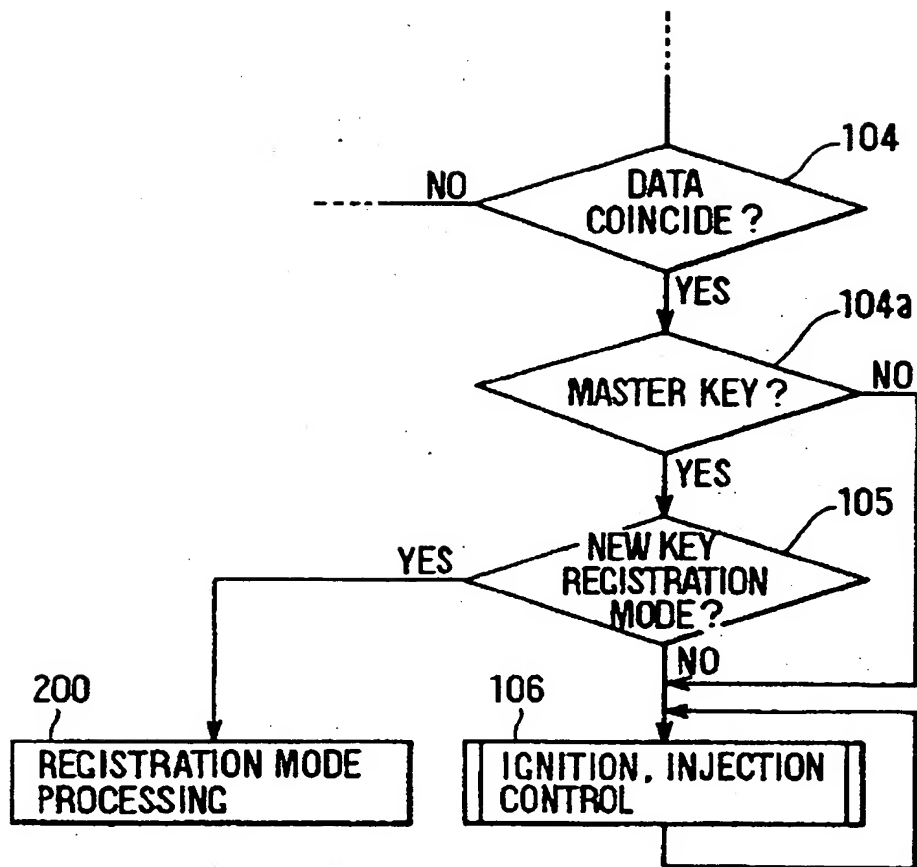 104
NO
DATA
COINCIDE?
YES
104a
MASTER KEY?
NO
YES
105
YES
NEW KEY
REGISTRATION
MODE?
NO
200
106
REGISTRATION MODE
PROCESSING
IGNITION, INJECTION
CONTROL